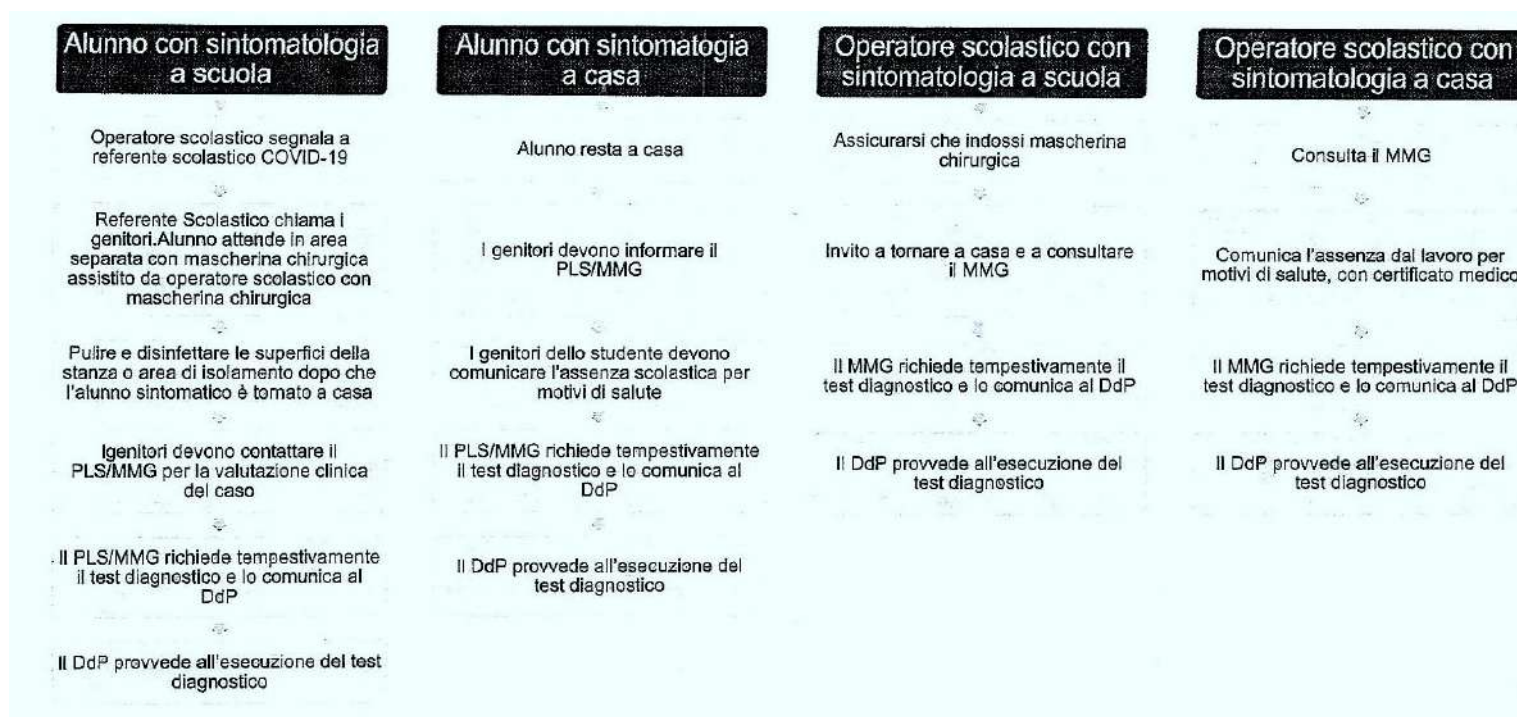 Alunno con sintomatologia
a scuola
Operatore scolastico segnala a
referente scolastico COVID-19
Referente Scolastico chiama i
genitori.Alunno attende in area
separata con mascherina chirurgica
assistito da operatore scolastico con
mascherina chirurgica
Pulire e disinfettare le superfici della
stanza o area di isolamento dopo che
l'alunno sintomatico è tornato a casa
Igenitori devono contattare il
PLS/MMG per la valutazione clinica
del caso
Il PLS/MMG richiede tempestivamente
il test diagnostico e lo comunica al
DdP
Il DdP provvede all'esecuzione del test
diagnostico
Alunno con sintomatogia
a casa
Alunno resta a casa
I genitori devono informare il
PLS/MMG
I genitori dello studente devono
comunicare l'assenza scolastica per
motivi di salute
Il PLS/MMG richiede tempestivamente
il test diagnostico e lo comunica al
DdP
Il DdP provvede all'esecuzione del
test diagnostico
Operatore scolastico con
sintomatologia a scuola
Assicurarsi che indossi mascherina
chirurgica
Invito a tornare a casa e a consultare
il MMG
Il MMG richiede tempestivamente il
test diagnostico e lo comunica al DdP
Il DdP provvede all'esecuzione del
test diagnostico
Operatore scolastico con
sintomatologia a casa
Consulta il MMG
Comunica l'assenza dal lavoro per
motivi di salute, con certificato medico
Il MMG richiede tempestivamente il
test diagnostico e lo comunica al DdP
Il DdP provvede all'esecuzione del
test diagnostico